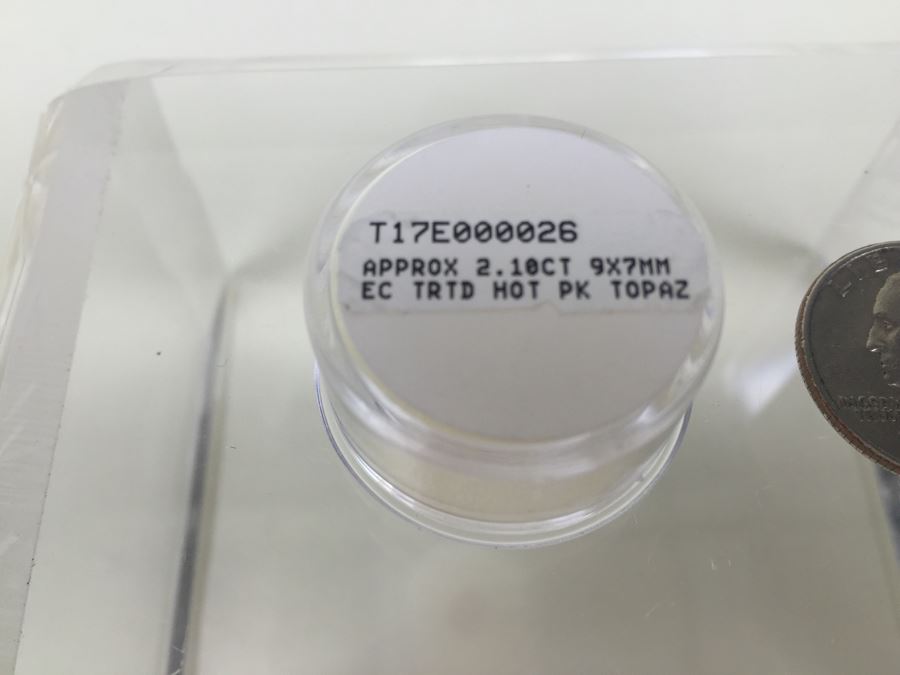 T17E000026
APPROX 2.10CT 9X7MM
EC TRTD HOT PK TOPAZ